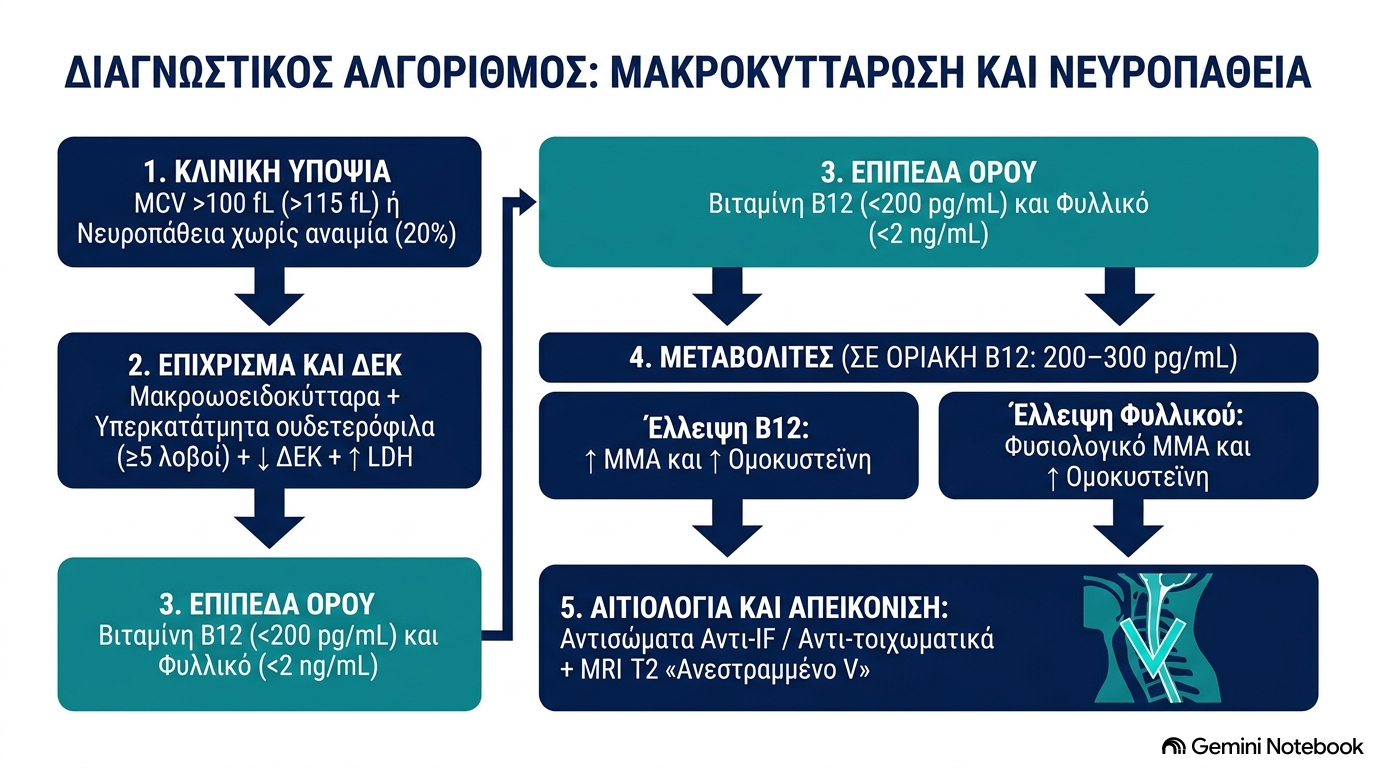 ΔΙΑΓΝΩΣΤΙΚΟΣ ΑΛΓΟΡΙΘΜΟΣ: ΜΑΚΡΟΚΥΤΤΑΡΩΣΗ ΚΑΙ ΝΕΥΡΟΠΑΘΕΙΑ
1. ΚΛΙΝΙΚΗ ΥΠΟΨΙΑ
MCV >100 fL (>115 fL) ή
Νευροπάθεια χωρίς αναιμία (20%)
2. ΕΠΙΧΡΙΣΜΑ ΚΑΙ ΔΕΚ
Μακροωοειδοκύτταρα +
Υπερκατάτμητα ουδετερόφιλα
(≥5 λοβοί) + ↓ ΔΕΚ + ↑ LDH
3. ΕΠΙΠΕΔΑ ΟΡΟΥ
Βιταμίνη B12 (<200 pg/mL) και
Φυλλικό (<2 ng/mL)
3. ΕΠΙΠΕΔΑ ΟΡΟΥ
Βιταμίνη B12 (<200 pg/mL) και Φυλλικό
(<2 ng/mL)
4. ΜΕΤΑΒΟΛΙΤΕΣ (ΣΕ ΟΡΙΑΚΗ B12: 200–300 pg/mL)
Έλλειψη B12:
↑ MMA και ↑ Ομοκυστεΐνη
Έλλειψη Φυλλικού:
Φυσιολογικό MMA και
↑ Ομοκυστεΐνη
5. ΑΙΤΙΟΛΟΓΙΑ ΚΑΙ ΑΠΕΙΚΟΝΙΣΗ:
Αντισώματα Αντι-IF / Αντι-τοιχωματικά
+ MRI T2 «Ανεστραμμένο V»
Gemini Notebook